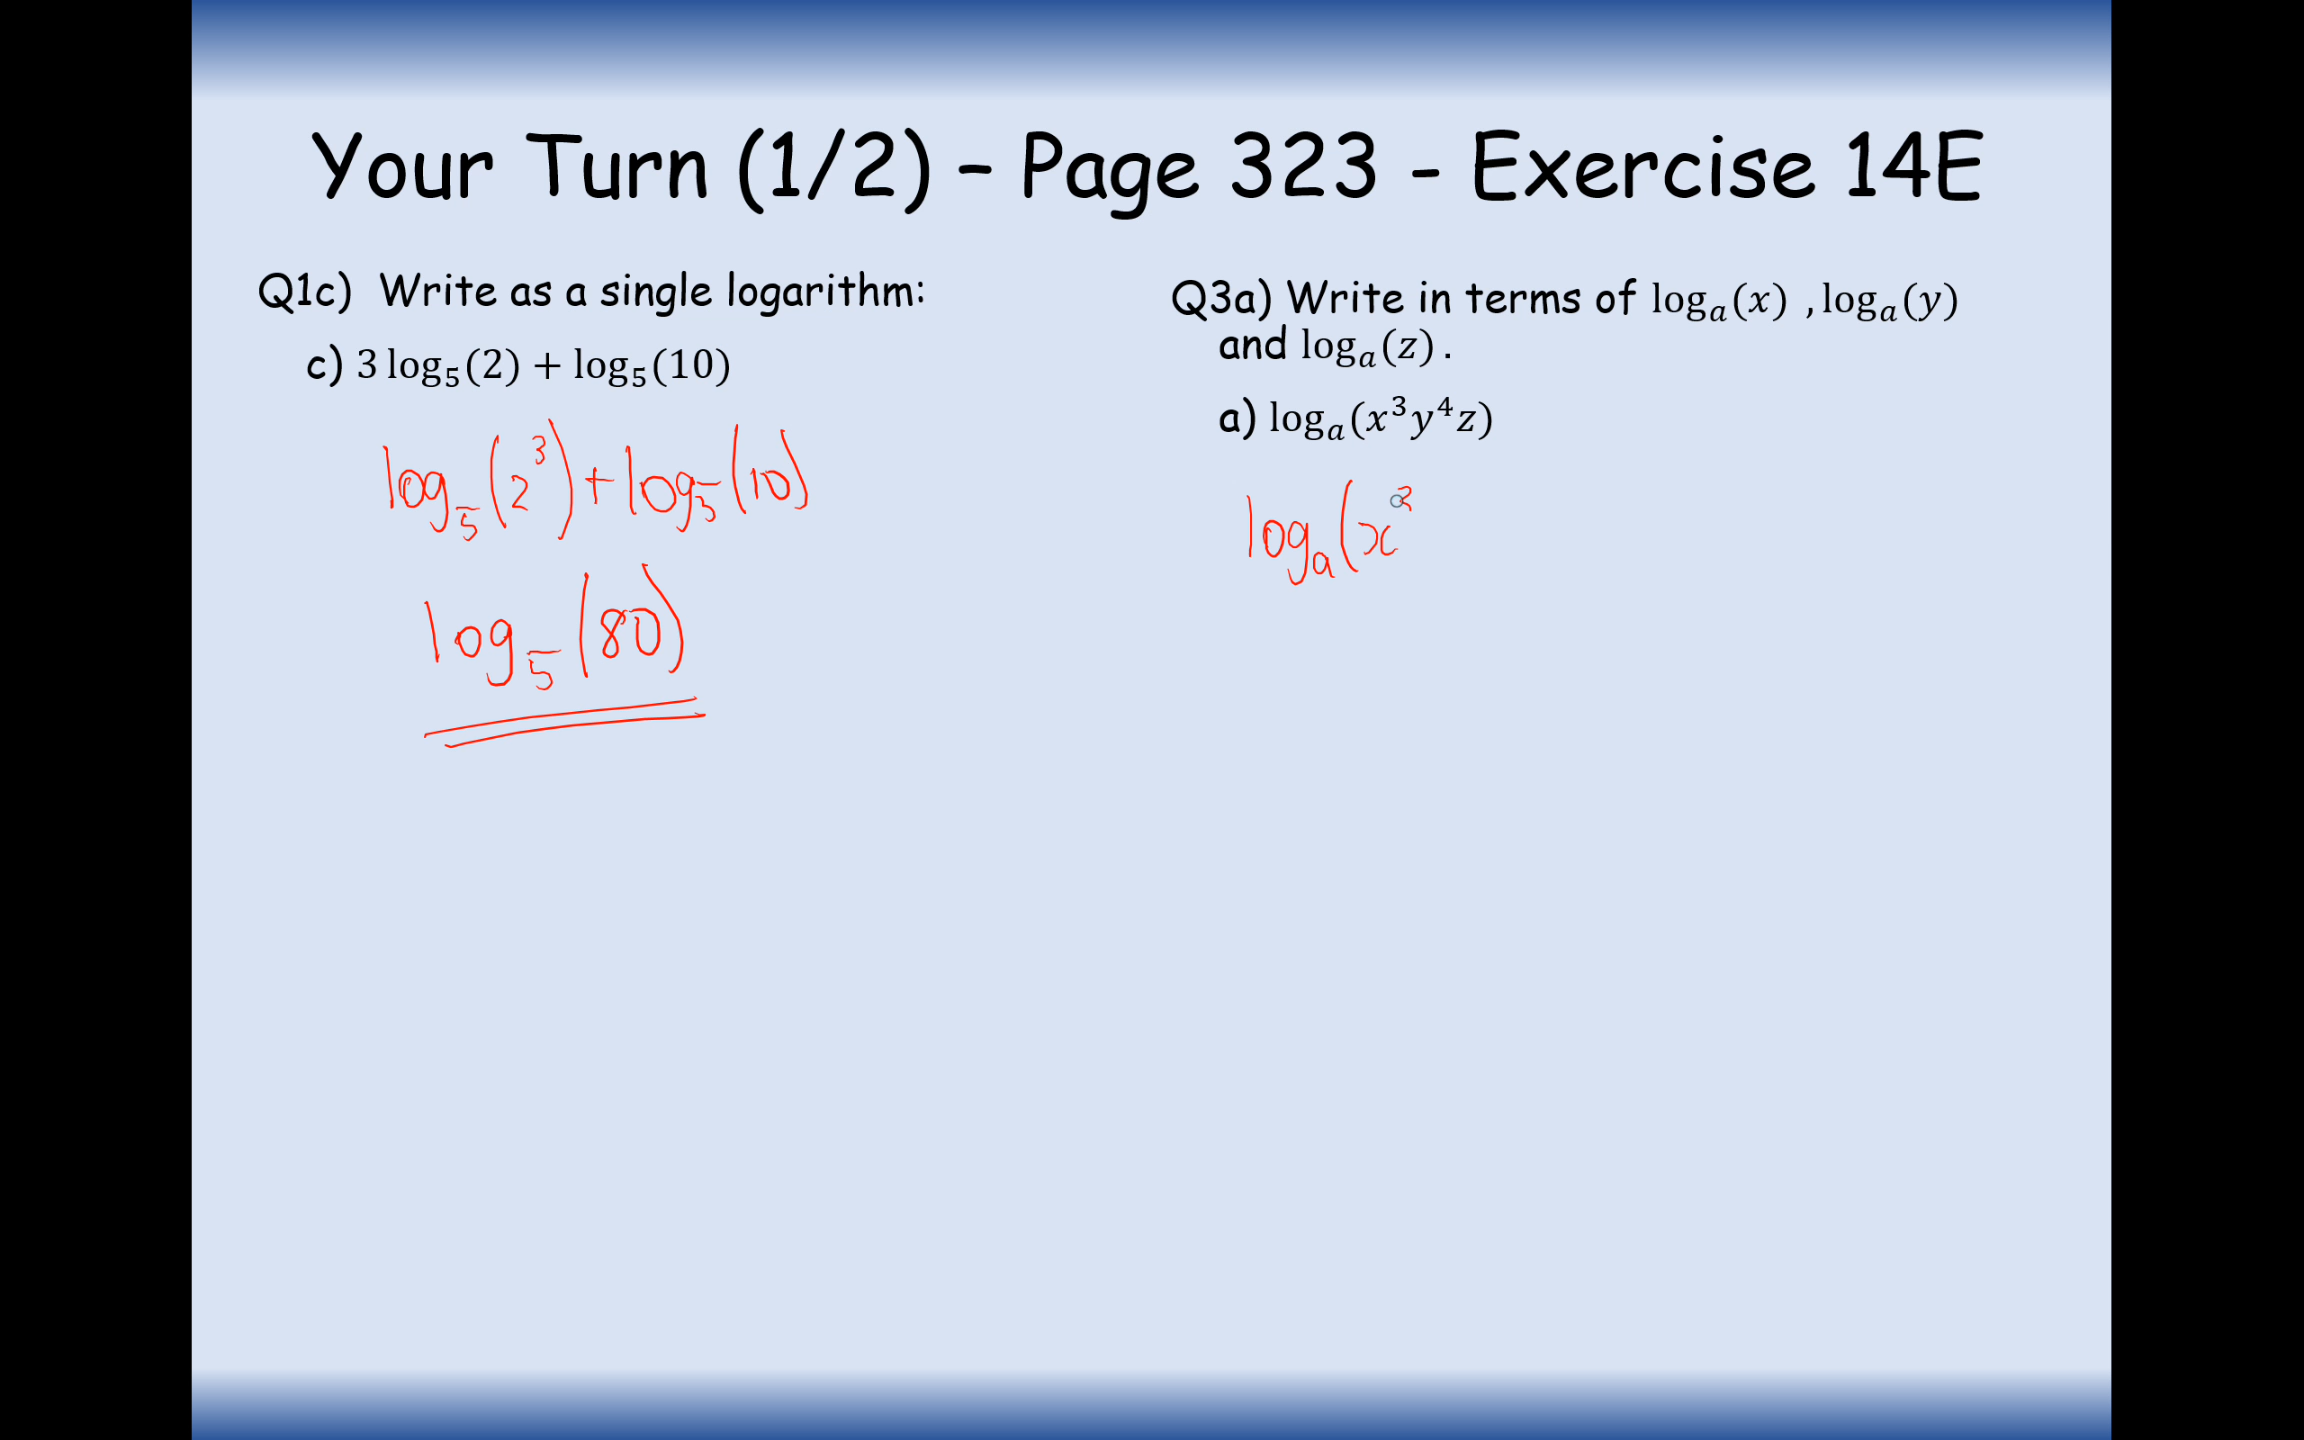 Your Turn (1/2) – Page 323 - Exercise 14E
Q1c) Write as a single logarithm:
c) 3 log₅(2) + log₅(10)
log₅(2³) + log₅(10)
log₅(80)
Q3a) Write in terms of logₐ(x) , logₐ(y)
and logₐ(z) .
a) logₐ(x³y⁴z)
logₐ(x³